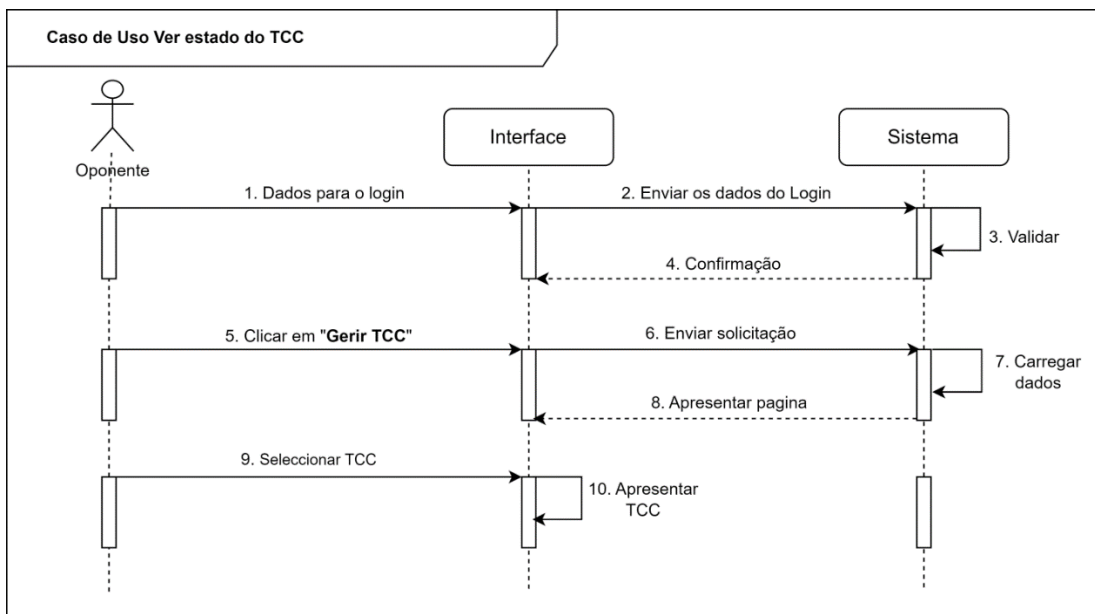 Caso de Uso Ver estado do TCC
Oponente
Interface
Sistema
1. Dados para o login
2. Enviar os dados do Login
3. Validar
4. Confirmação
5. Clicar em "Gerir TCC"
6. Enviar solicitação
7. Carregar
dados
8. Apresentar pagina
9. Seleccionar TCC
10. Apresentar
TCC